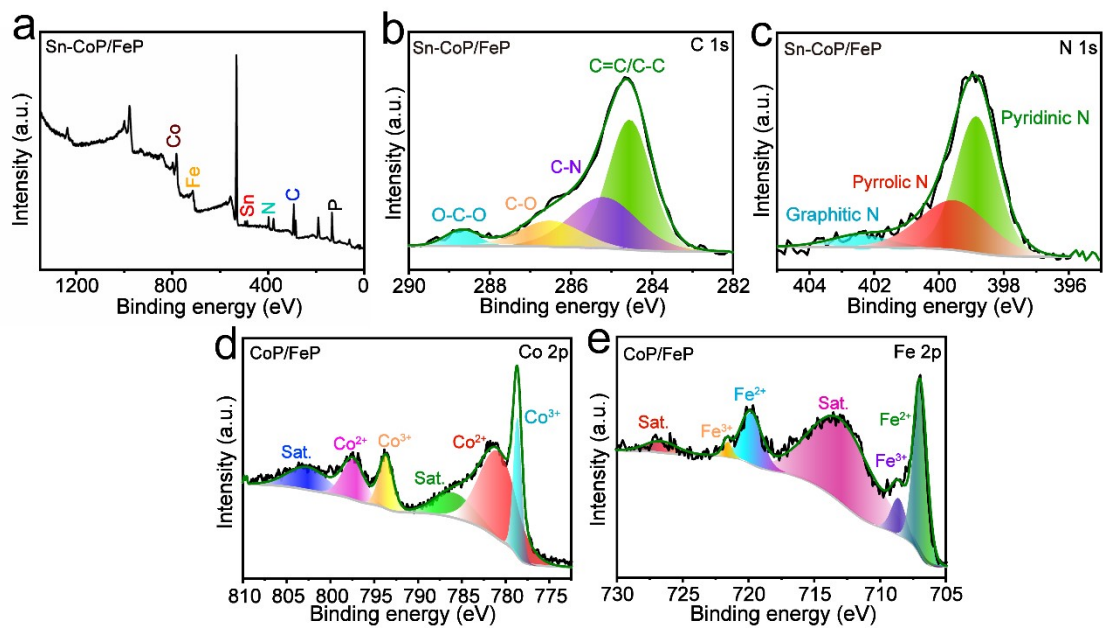 a
Sn-CoP/FeP
Co
Fe
Sn
N
C
P
Intensity (a.u.)
1200
800
400
0
Binding energy (eV)
b
Sn-CoP/FeP
C 1s
C=C/C-C
C-N
C-O
O-C-O
Intensity (a.u.)
290
288
286
284
282
Binding energy (eV)
c
Sn-CoP/FeP
N 1s
Pyridinic N
Pyrrolic N
Graphitic N
Intensity (a.u.)
404
402
400
398
396
Binding energy (eV)
d
CoP/FeP
Co 2p
Sat.
Co²⁺
Co³⁺
Sat.
Co²⁺
Co³⁺
Intensity (a.u.)
810
805
800
795
790
785
780
775
Binding energy (eV)
e
CoP/FeP
Fe 2p
Sat.
Fe³⁺
Fe²⁺
Sat.
Fe³⁺
Fe²⁺
Intensity (a.u.)
730
725
720
715
710
705
Binding energy (eV)